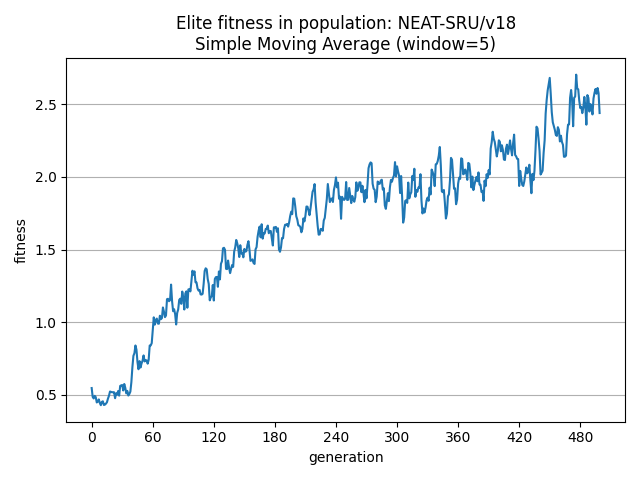 Elite fitness in population: NEAT-SRU/v18
Simple Moving Average (window=5)
fitness
2.5
2.0
1.5
1.0
0.5
0 60 120 180 240 300 360 420 480
generation